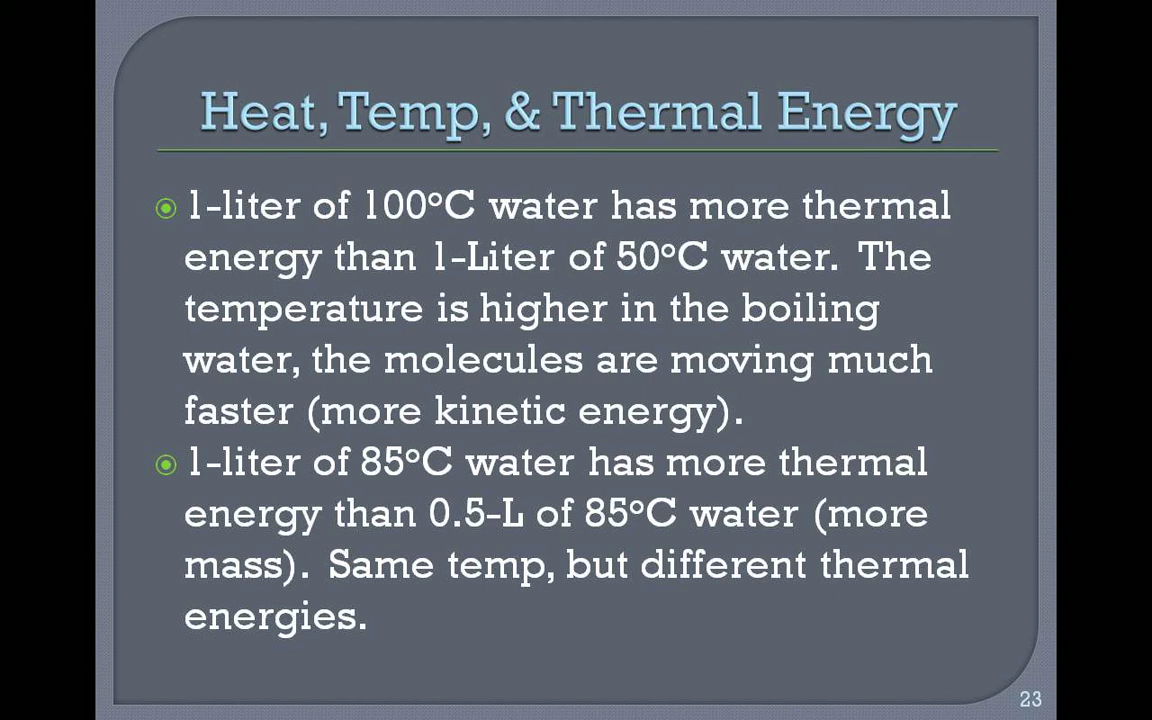 Heat, Temp, & Thermal Energy
1-liter of 100°C water has more thermal
energy than 1-Liter of 50°C water.  The
temperature is higher in the boiling
water, the molecules are moving much
faster (more kinetic energy).
1-liter of 85°C water has more thermal
energy than 0.5-L of 85°C water (more
mass).  Same temp, but different thermal
energies.
23